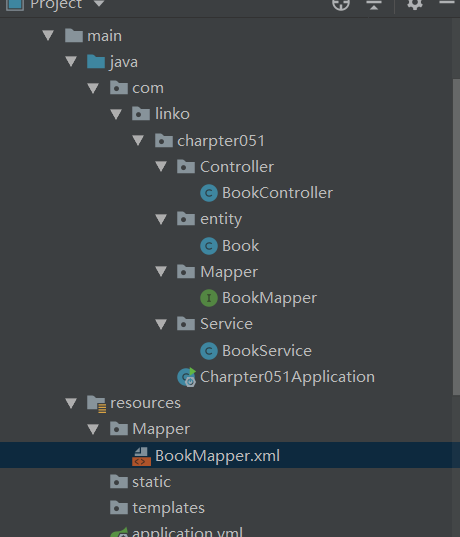 Project
main
java
com
linko
charpter051
Controller
C BookController
entity
C Book
Mapper
I BookMapper
Service
C BookService
Charpter051Application
resources
Mapper
BookMapper.xml
static
templates
application.yml